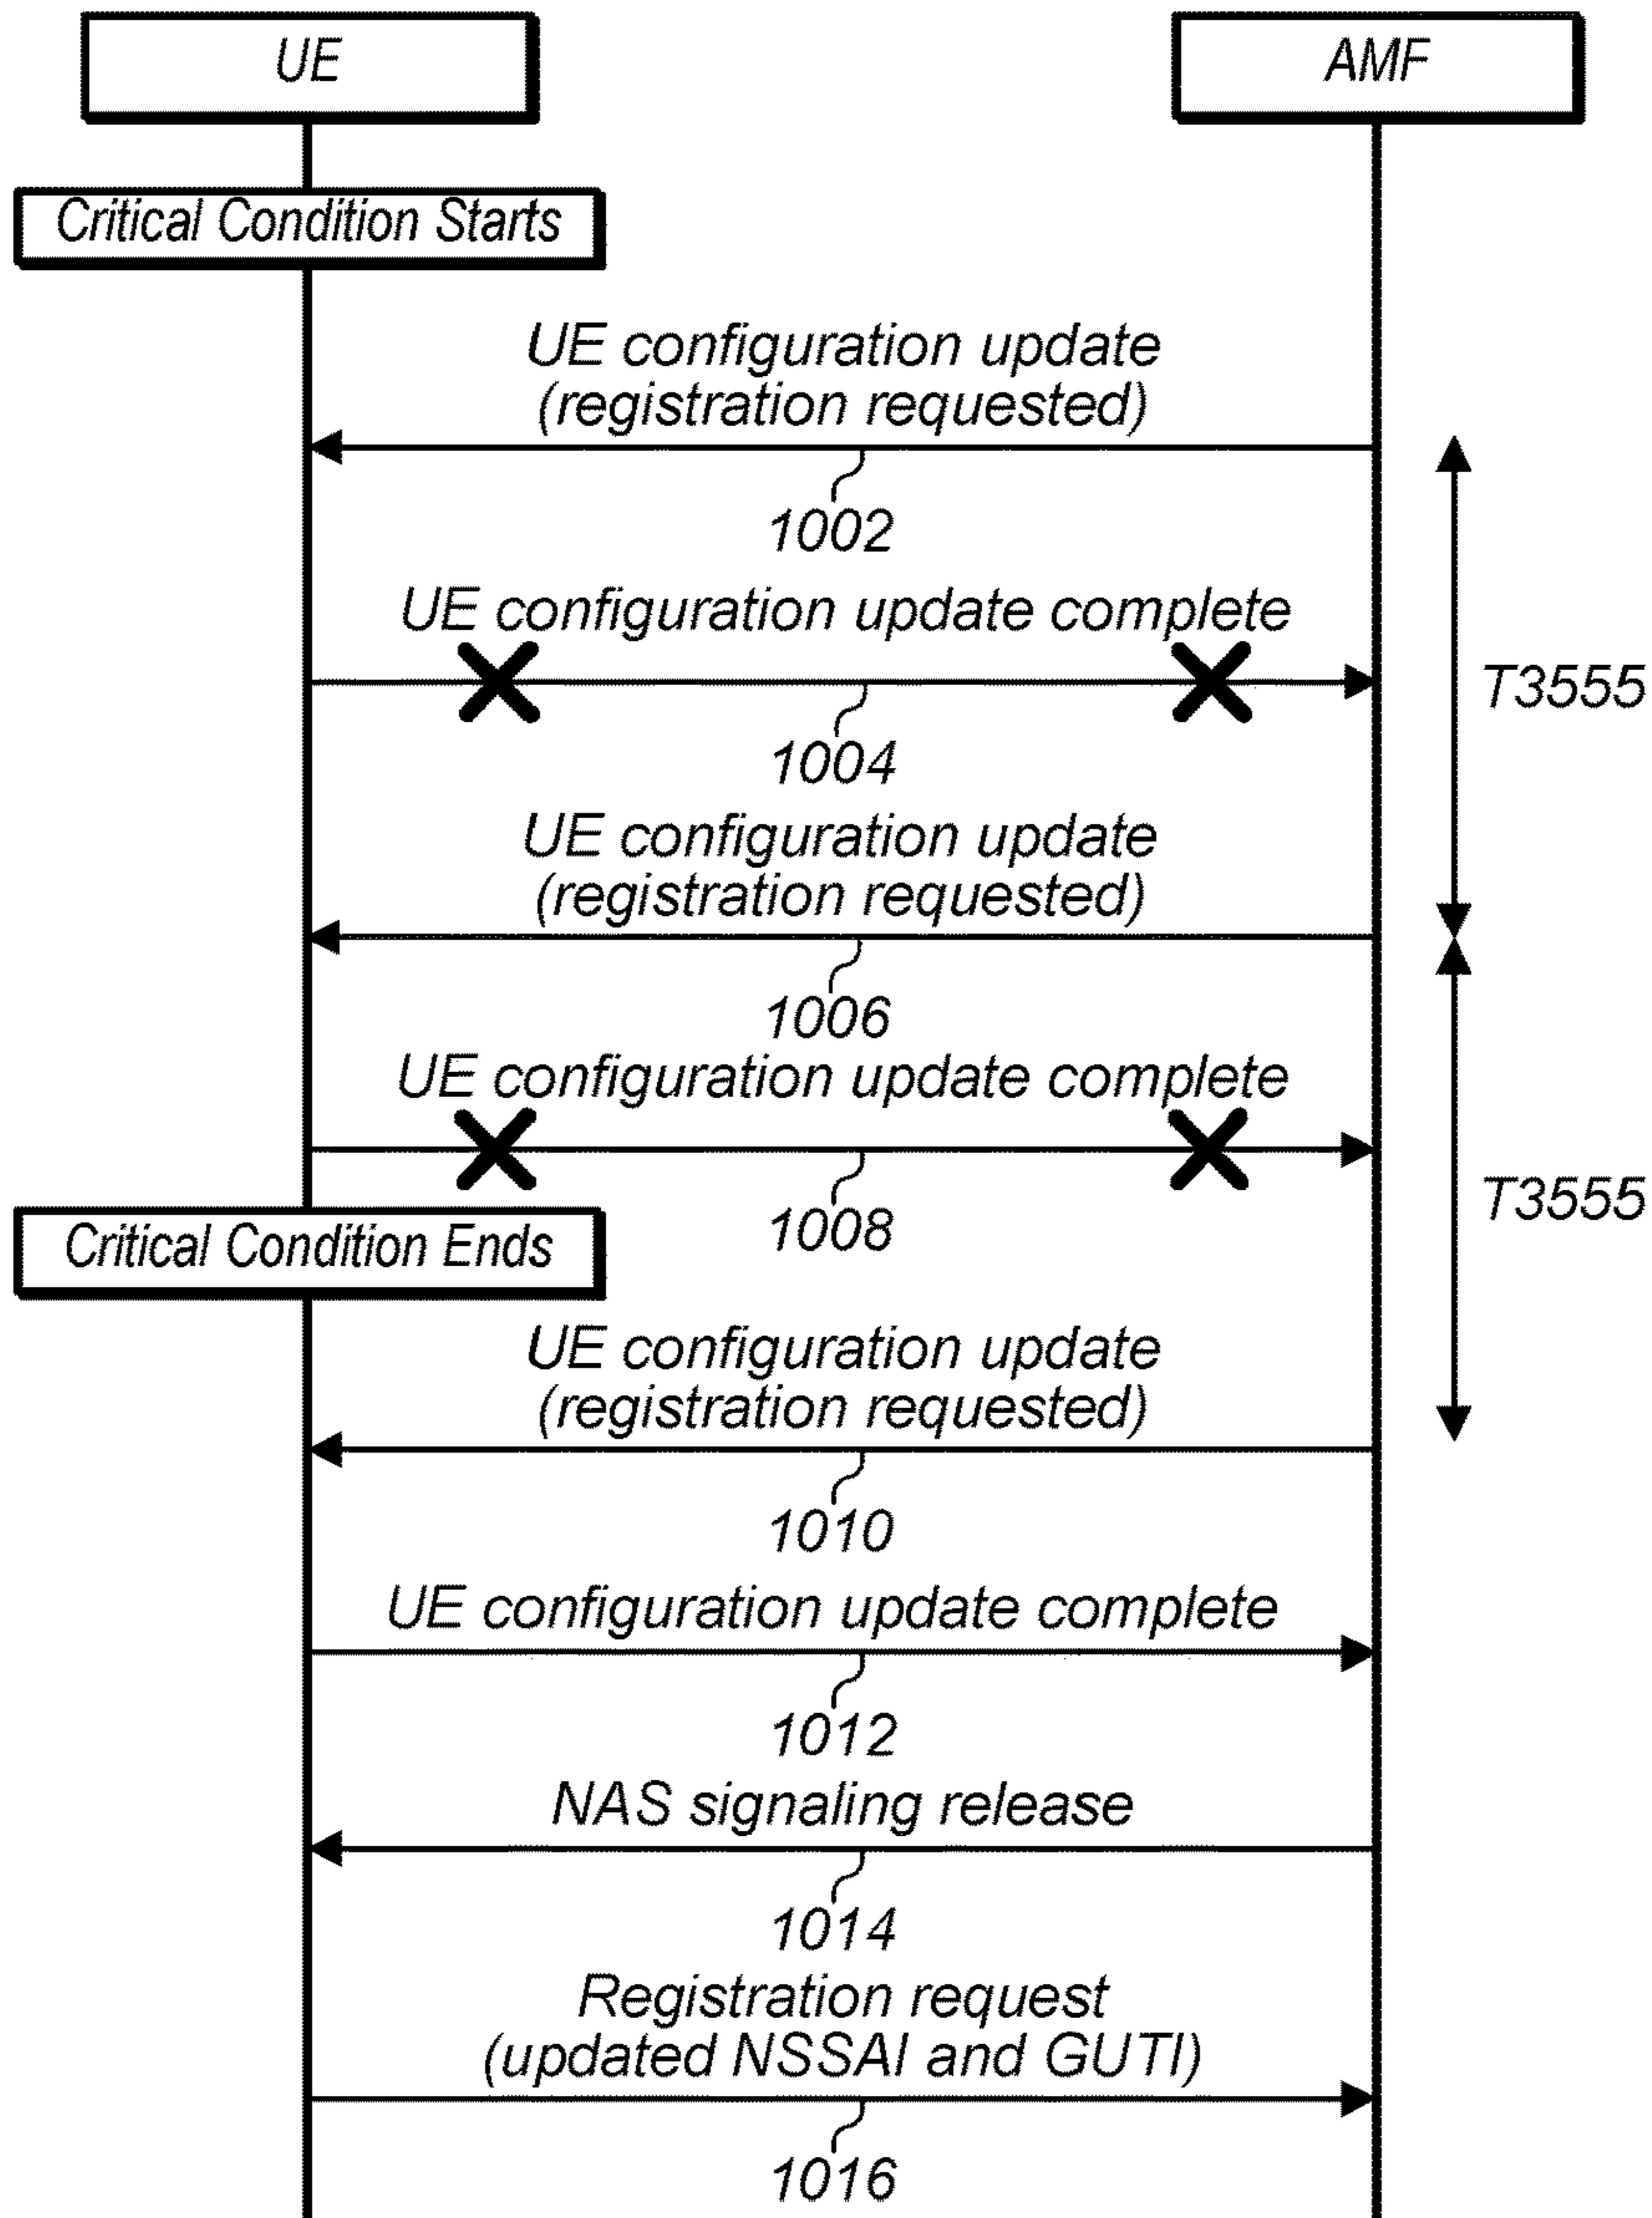 UE
AMF
Critical Condition Starts
UE configuration update
(registration requested)
1002
UE configuration update complete
T3555
1004
UE configuration update
(registration requested)
1006
UE configuration update complete
T3555
1008
Critical Condition Ends
UE configuration update
(registration requested)
1010
UE configuration update complete
1012
NAS signaling release
1014
Registration request
(updated NSSAI and GUTI)
1016